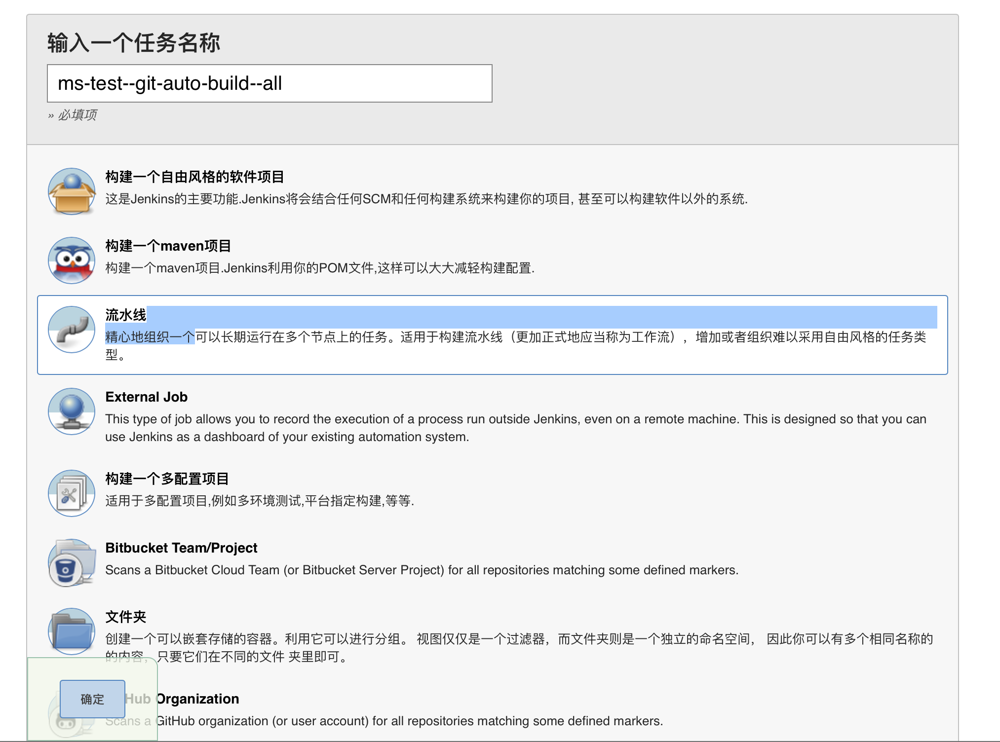 输入一个任务名称
ms-test--git-auto-build--all
» 必填项
构建一个自由风格的软件项目
这是Jenkins的主要功能.Jenkins将会结合任何SCM和任何构建系统来构建你的项目, 甚至可以构建软件以外的系统.
构建一个maven项目
构建一个maven项目.Jenkins利用你的POM文件,这样可以大大减轻构建配置.
流水线
精心地组织一个可以长期运行在多个节点上的任务。适用于构建流水线（更加正式地应当称为工作流），增加或者组织难以采用自由风格的任务类
型。
External Job
This type of job allows you to record the execution of a process run outside Jenkins, even on a remote machine. This is designed so that you can
use Jenkins as a dashboard of your existing automation system.
构建一个多配置项目
适用于多配置项目,例如多环境测试,平台指定构建,等等.
Bitbucket Team/Project
Scans a Bitbucket Cloud Team (or Bitbucket Server Project) for all repositories matching some defined markers.
文件夹
创建一个可以嵌套存储的容器。利用它可以进行分组。 视图仅仅是一个过滤器，而文件夹则是一个独立的命名空间， 因此你可以有多个相同名称的
的内容，只要它们在不同的文件 夹里即可。
确定
Hub Organization
Scans a GitHub organization (or user account) for all repositories matching some defined markers.